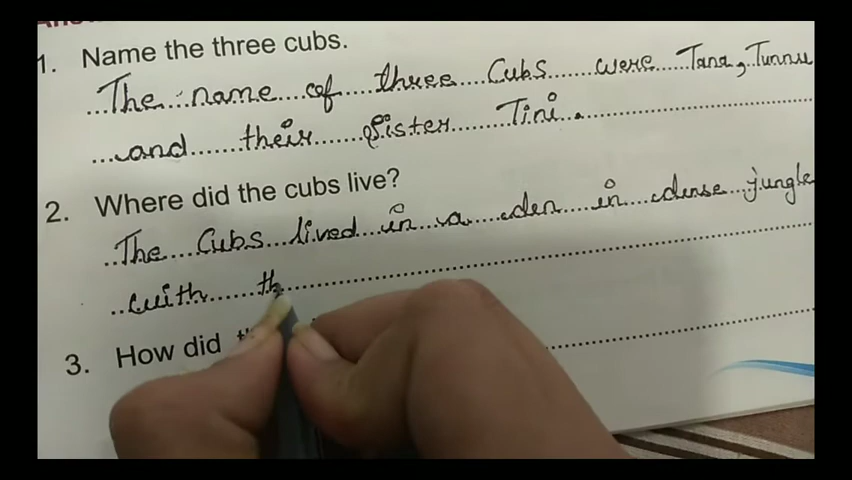 1. Name the three cubs.
The name of three Cubs were Tana, Tunnu
and their Sister Tini.
2. Where did the cubs live?
The Cubs lived in a den in dense jungle
with th
3. How did